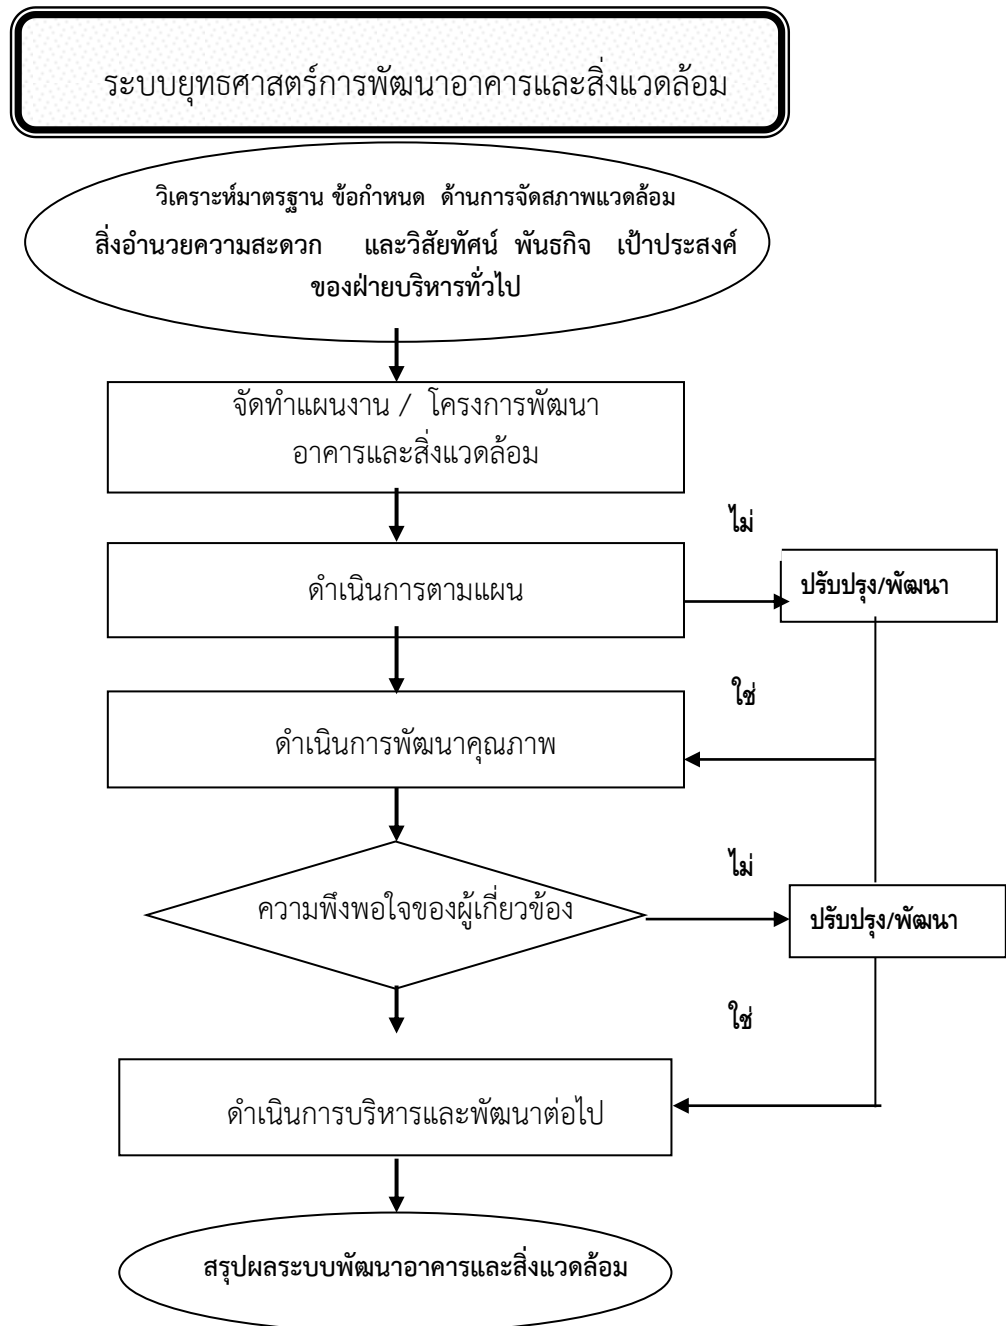 ระบบยุทธศาสตร์การพัฒนาอาคารและสิ่งแวดล้อม
วิเคราะห์มาตรฐาน ข้อกำหนด ด้านการจัดสภาพแวดล้อม
สิ่งอำนวยความสะดวก และวิสัยทัศน์ พันธกิจ เป้าประสงค์
ของฝ่ายบริหารทั่วไป
จัดทำแผนงาน / โครงการพัฒนา
อาคารและสิ่งแวดล้อม
ไม่
ดำเนินการตามแผน
ปรับปรุง/พัฒนา
ใช่
ดำเนินการพัฒนาคุณภาพ
ไม่
ความพึงพอใจของผู้เกี่ยวข้อง
ปรับปรุง/พัฒนา
ใช่
ดำเนินการบริหารและพัฒนาต่อไป
สรุปผลระบบพัฒนาอาคารและสิ่งแวดล้อม